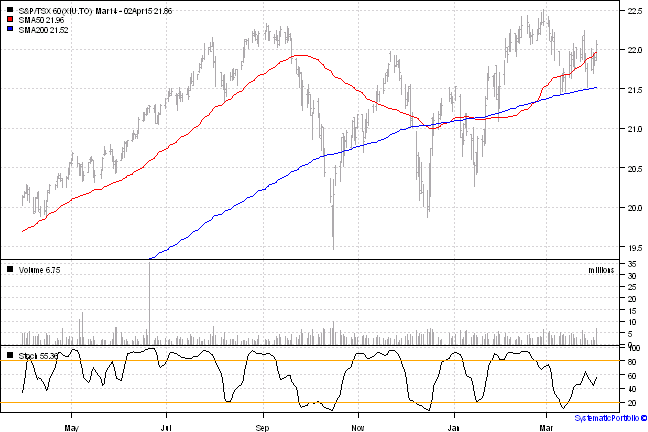 S&P/TSX 60(XIU.TO) Mar14 - 02Apr15 21.86
SMA50 21.96
SMA200 21.52
22.5
22.0
21.5
21.0
20.5
20.0
19.5
Volume 6.75
millions
35
30
25
20
15
10
5
0
Stoch 55.36
100
80
60
40
20
May Jul Sep Nov Jan Mar
SystematicPortfolio ©